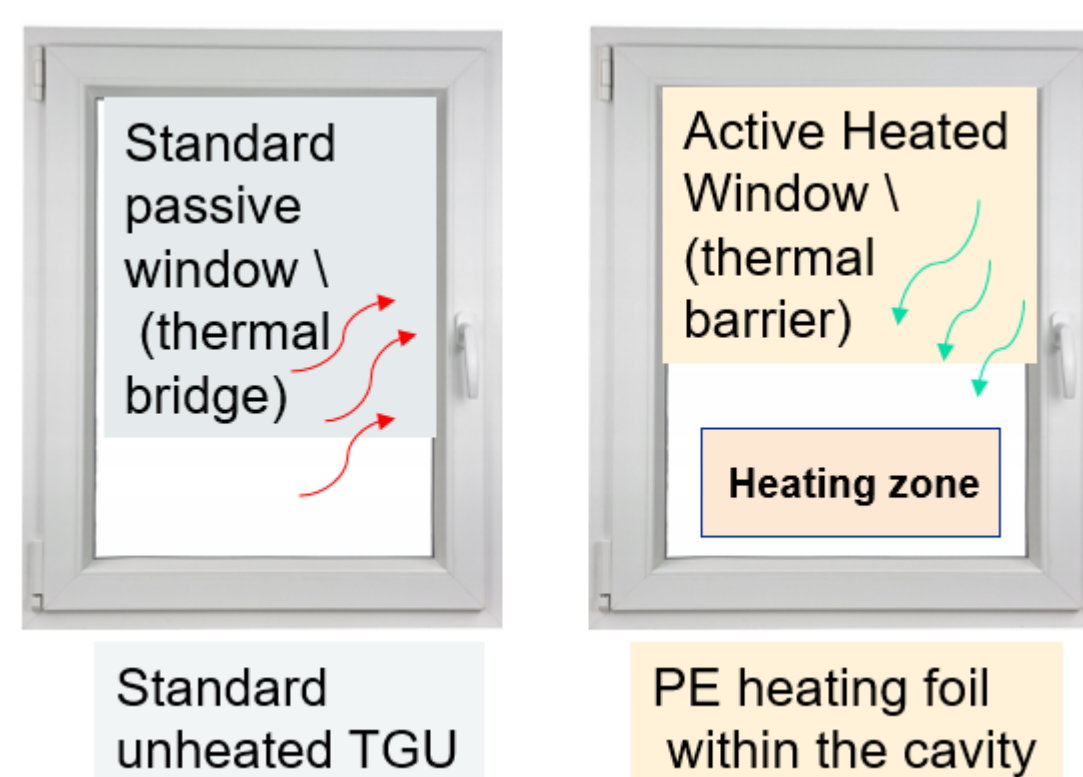 Standard
passive
window \
(thermal
bridge)
Active Heated
Window \
(thermal
barrier)
Heating zone
Standard
unheated TGU
PE heating foil
within the cavity